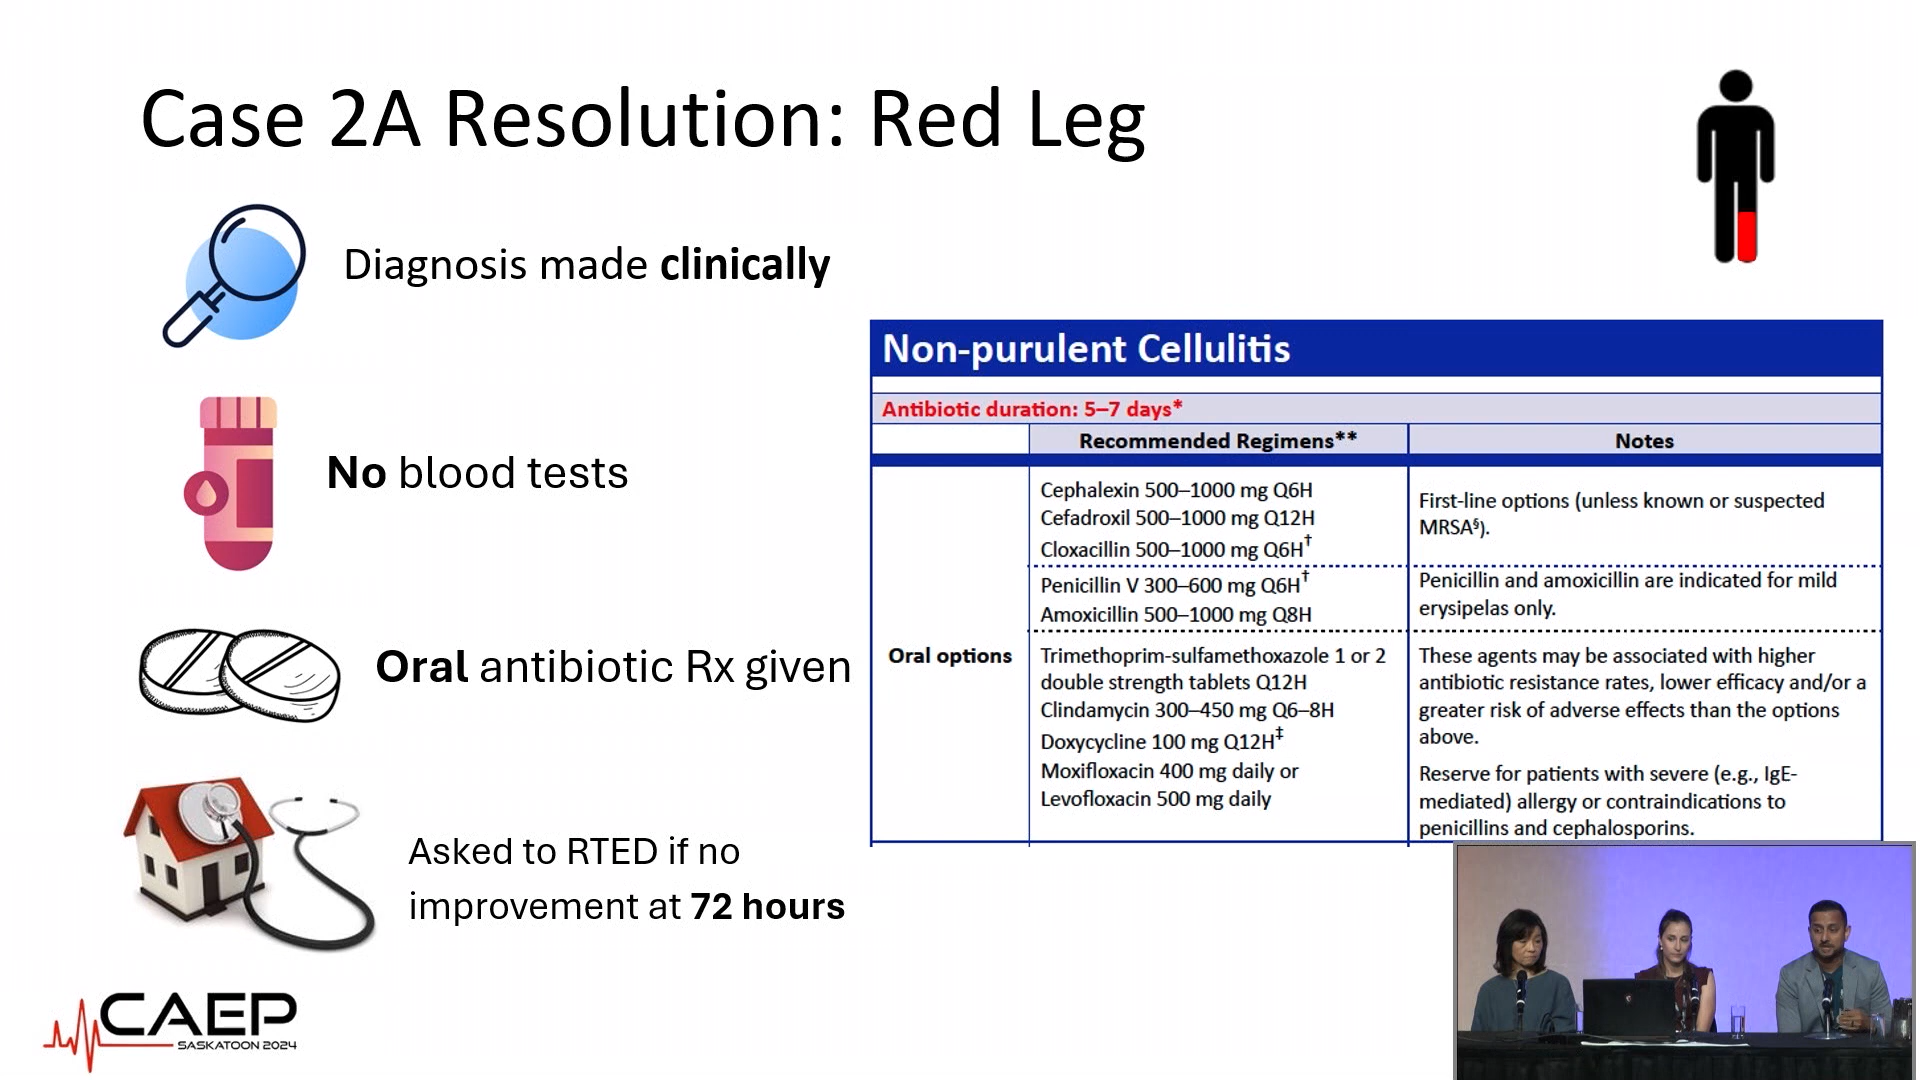 Case 2A Resolution: Red Leg
Diagnosis made clinically
No blood tests
Oral antibiotic Rx given
Asked to RTED if no
improvement at 72 hours
Non-purulent Cellulitis
Antibiotic duration: 5–7 days*
Recommended Regimens**
Notes
Oral options
Cephalexin 500–1000 mg Q6H
Cefadroxil 500–1000 mg Q12H
Cloxacillin 500–1000 mg Q6H†
First-line options (unless known or suspected
MRSA§).
Penicillin V 300–600 mg Q6H†
Amoxicillin 500–1000 mg Q8H
Penicillin and amoxicillin are indicated for mild
erysipelas only.
Trimethoprim-sulfamethoxazole 1 or 2
double strength tablets Q12H
Clindamycin 300–450 mg Q6–8H
Doxycycline 100 mg Q12H‡
Moxifloxacin 400 mg daily or
Levofloxacin 500 mg daily
These agents may be associated with higher
antibiotic resistance rates, lower efficacy and/or a
greater risk of adverse effects than the options
above.
Reserve for patients with severe (e.g., IgE-
mediated) allergy or contraindications to
penicillins and cephalosporins.
CAEP
SASKATOON 2024